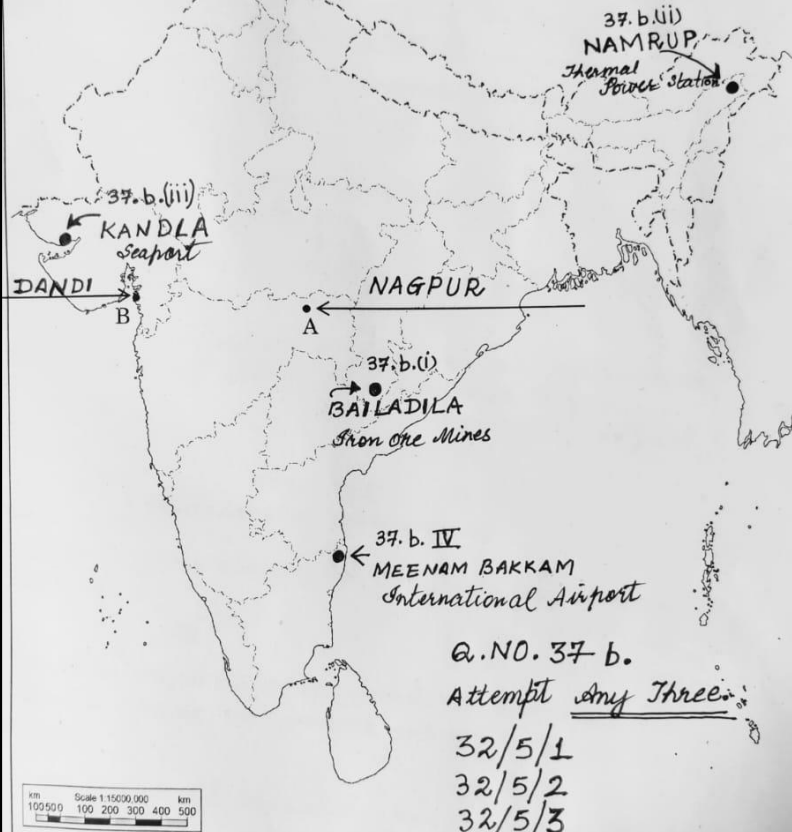 37. b.(ii)
NAMRUP
Thermal
Power Station
37. b.(iii)
KANDLA
Seaport
DANDI
B
NAGPUR
A
37. b.(i)
BAILADILA
Iron Ore Mines
37. b. IV
MEENAM BAKKAM
International Airport
Q.NO. 37 b.
Attempt Any Three.
32/5/1
32/5/2
32/5/3
km Scale 1:15000,000 km
100500 100 200 300 400 500